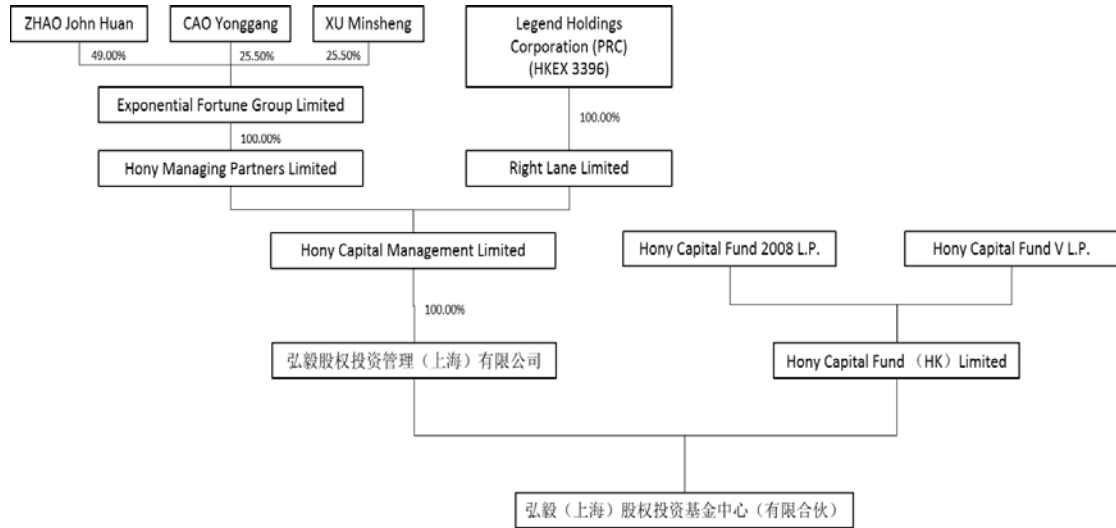 ZHAO John Huan
CAO Yonggang
XU Minsheng
Legend Holdings
Corporation (PRC)
(HKEX 3396)
49.00%
25.50%
25.50%
Exponential Fortune Group Limited
100.00%
100.00%
Hony Managing Partners Limited
Right Lane Limited
Hony Capital Management Limited
Hony Capital Fund 2008 L.P.
Hony Capital Fund V L.P.
100.00%
弘毅股权投资管理（上海）有限公司
Hony Capital Fund （HK）Limited
弘毅（上海）股权投资基金中心（有限合伙）